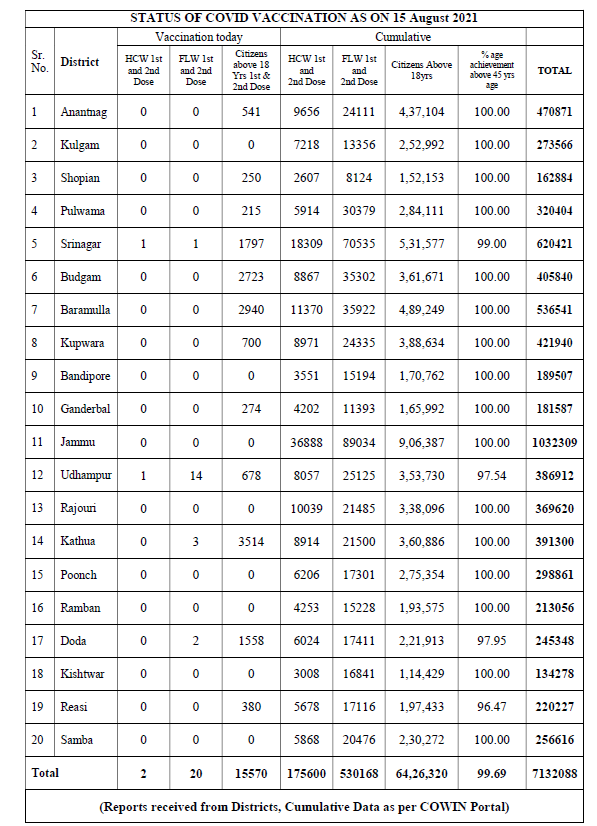 STATUS OF COVID VACCINATION AS ON 15 August 2021
Sr. No. District Vaccination today Cumulative
HCW 1st and 2nd Dose FLW 1st and 2nd Dose Citizens above 18 Yrs 1st & 2nd Dose HCW 1st and 2nd Dose FLW 1st and 2nd Dose Citizens Above 18yrs % age achievement above 45 yrs age TOTAL
1 Anantnag 0 0 541 9656 24111 4,37,104 100.00 470871
2 Kulgam 0 0 0 7218 13356 2,52,992 100.00 273566
3 Shopian 0 0 250 2607 8124 1,52,153 100.00 162884
4 Pulwama 0 0 215 5914 30379 2,84,111 100.00 320404
5 Srinagar 1 1 1797 18309 70535 5,31,577 99.00 620421
6 Budgam 0 0 2723 8867 35302 3,61,671 100.00 405840
7 Baramulla 0 0 2940 11370 35922 4,89,249 100.00 536541
8 Kupwara 0 0 700 8971 24335 3,88,634 100.00 421940
9 Bandipore 0 0 0 3551 15194 1,70,762 100.00 189507
10 Ganderbal 0 0 274 4202 11393 1,65,992 100.00 181587
11 Jammu 0 0 0 36888 89034 9,06,387 100.00 1032309
12 Udhampur 1 14 678 8057 25125 3,53,730 97.54 386912
13 Rajouri 0 0 0 10039 21485 3,38,096 100.00 369620
14 Kathua 0 3 3514 8914 21500 3,60,886 100.00 391300
15 Poonch 0 0 0 6206 17301 2,75,354 100.00 298861
16 Ramban 0 0 0 4253 15228 1,93,575 100.00 213056
17 Doda 0 2 1558 6024 17411 2,21,913 97.95 245348
18 Kishtwar 0 0 0 3008 16841 1,14,429 100.00 134278
19 Reasi 0 0 380 5678 17116 1,97,433 96.47 220227
20 Samba 0 0 0 5868 20476 2,30,272 100.00 256616
Total 2 20 15570 175600 530168 64,26,320 99.69 7132088
(Reports received from Districts, Cumulative Data as per COWIN Portal)